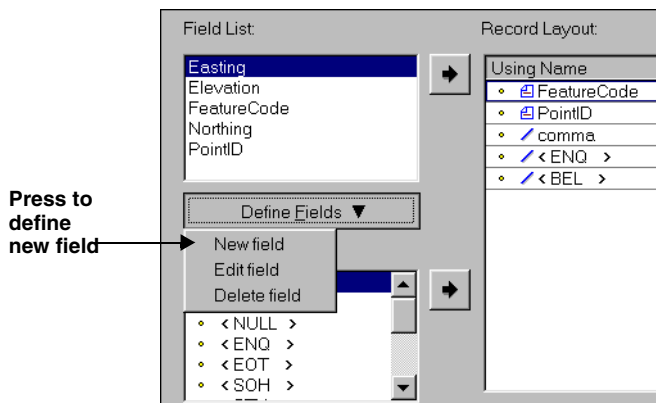 Field List:
Easting
Elevation
FeatureCode
Northing
PointID
Define Fields ▼
New field
Edit field
Delete field
< NULL >
< ENQ >
< EOT >
< SOH >
Press to
define
new field
Record Layout:
Using Name
FeatureCode
PointID
comma
< ENQ >
< BEL >